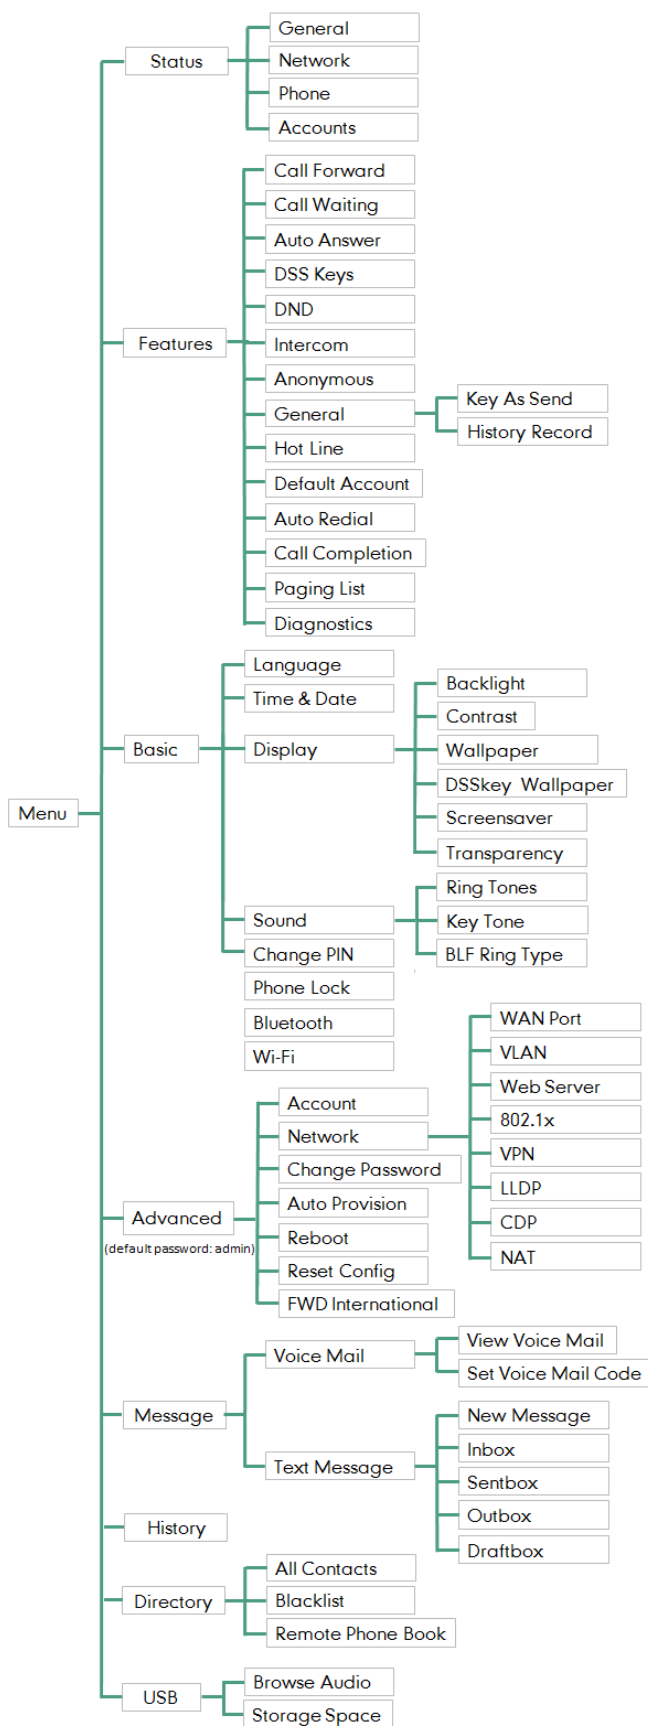 General
Status
Network
Phone
Accounts
Call Forward
Call Waiting
Auto Answer
DSS Keys
DND
Features
Intercom
Anonymous
General
Key As Send
History Record
Hot Line
Default Account
Auto Redial
Call Completion
Paging List
Diagnostics
Language
Time & Date
Backlight
Contrast
Basic
Display
Wallpaper
DSSkey Wallpaper
Menu
Screensaver
Transparency
Ring Tones
Sound
Key Tone
Change PIN
BLF Ring Type
Phone Lock
Bluetooth
Wi-Fi
WAN Port
VLAN
Web Server
Account
802.1x
Network
VPN
Change Password
LLDP
Auto Provision
Advanced
CDP
(default password: admin)
Reboot
NAT
Reset Config
FWD International
View Voice Mail
Voice Mail
Set Voice Mail Code
Message
New Message
Inbox
Text Message
Sentbox
Outbox
History
Draftbox
All Contacts
Directory
Blacklist
Remote Phone Book
Browse Audio
USB
Storage Space